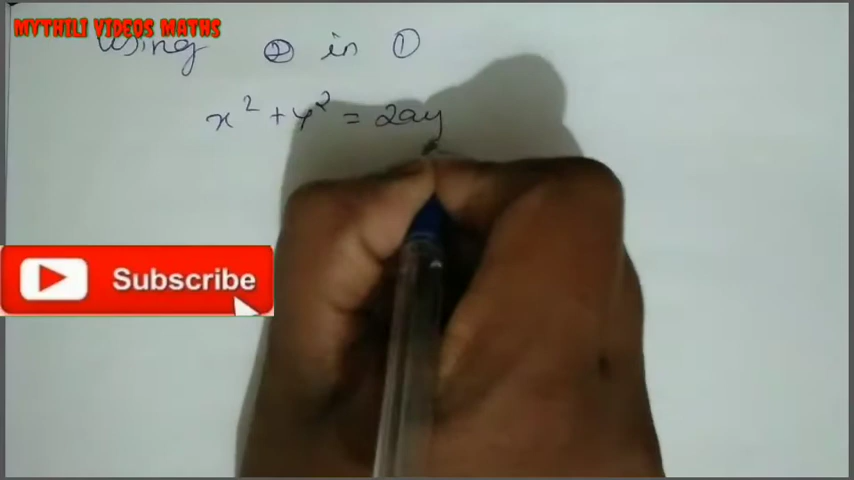 MYTHILI VIDEOS MATHS
using ② in ①
x² + y² = 2ay
Subscribe